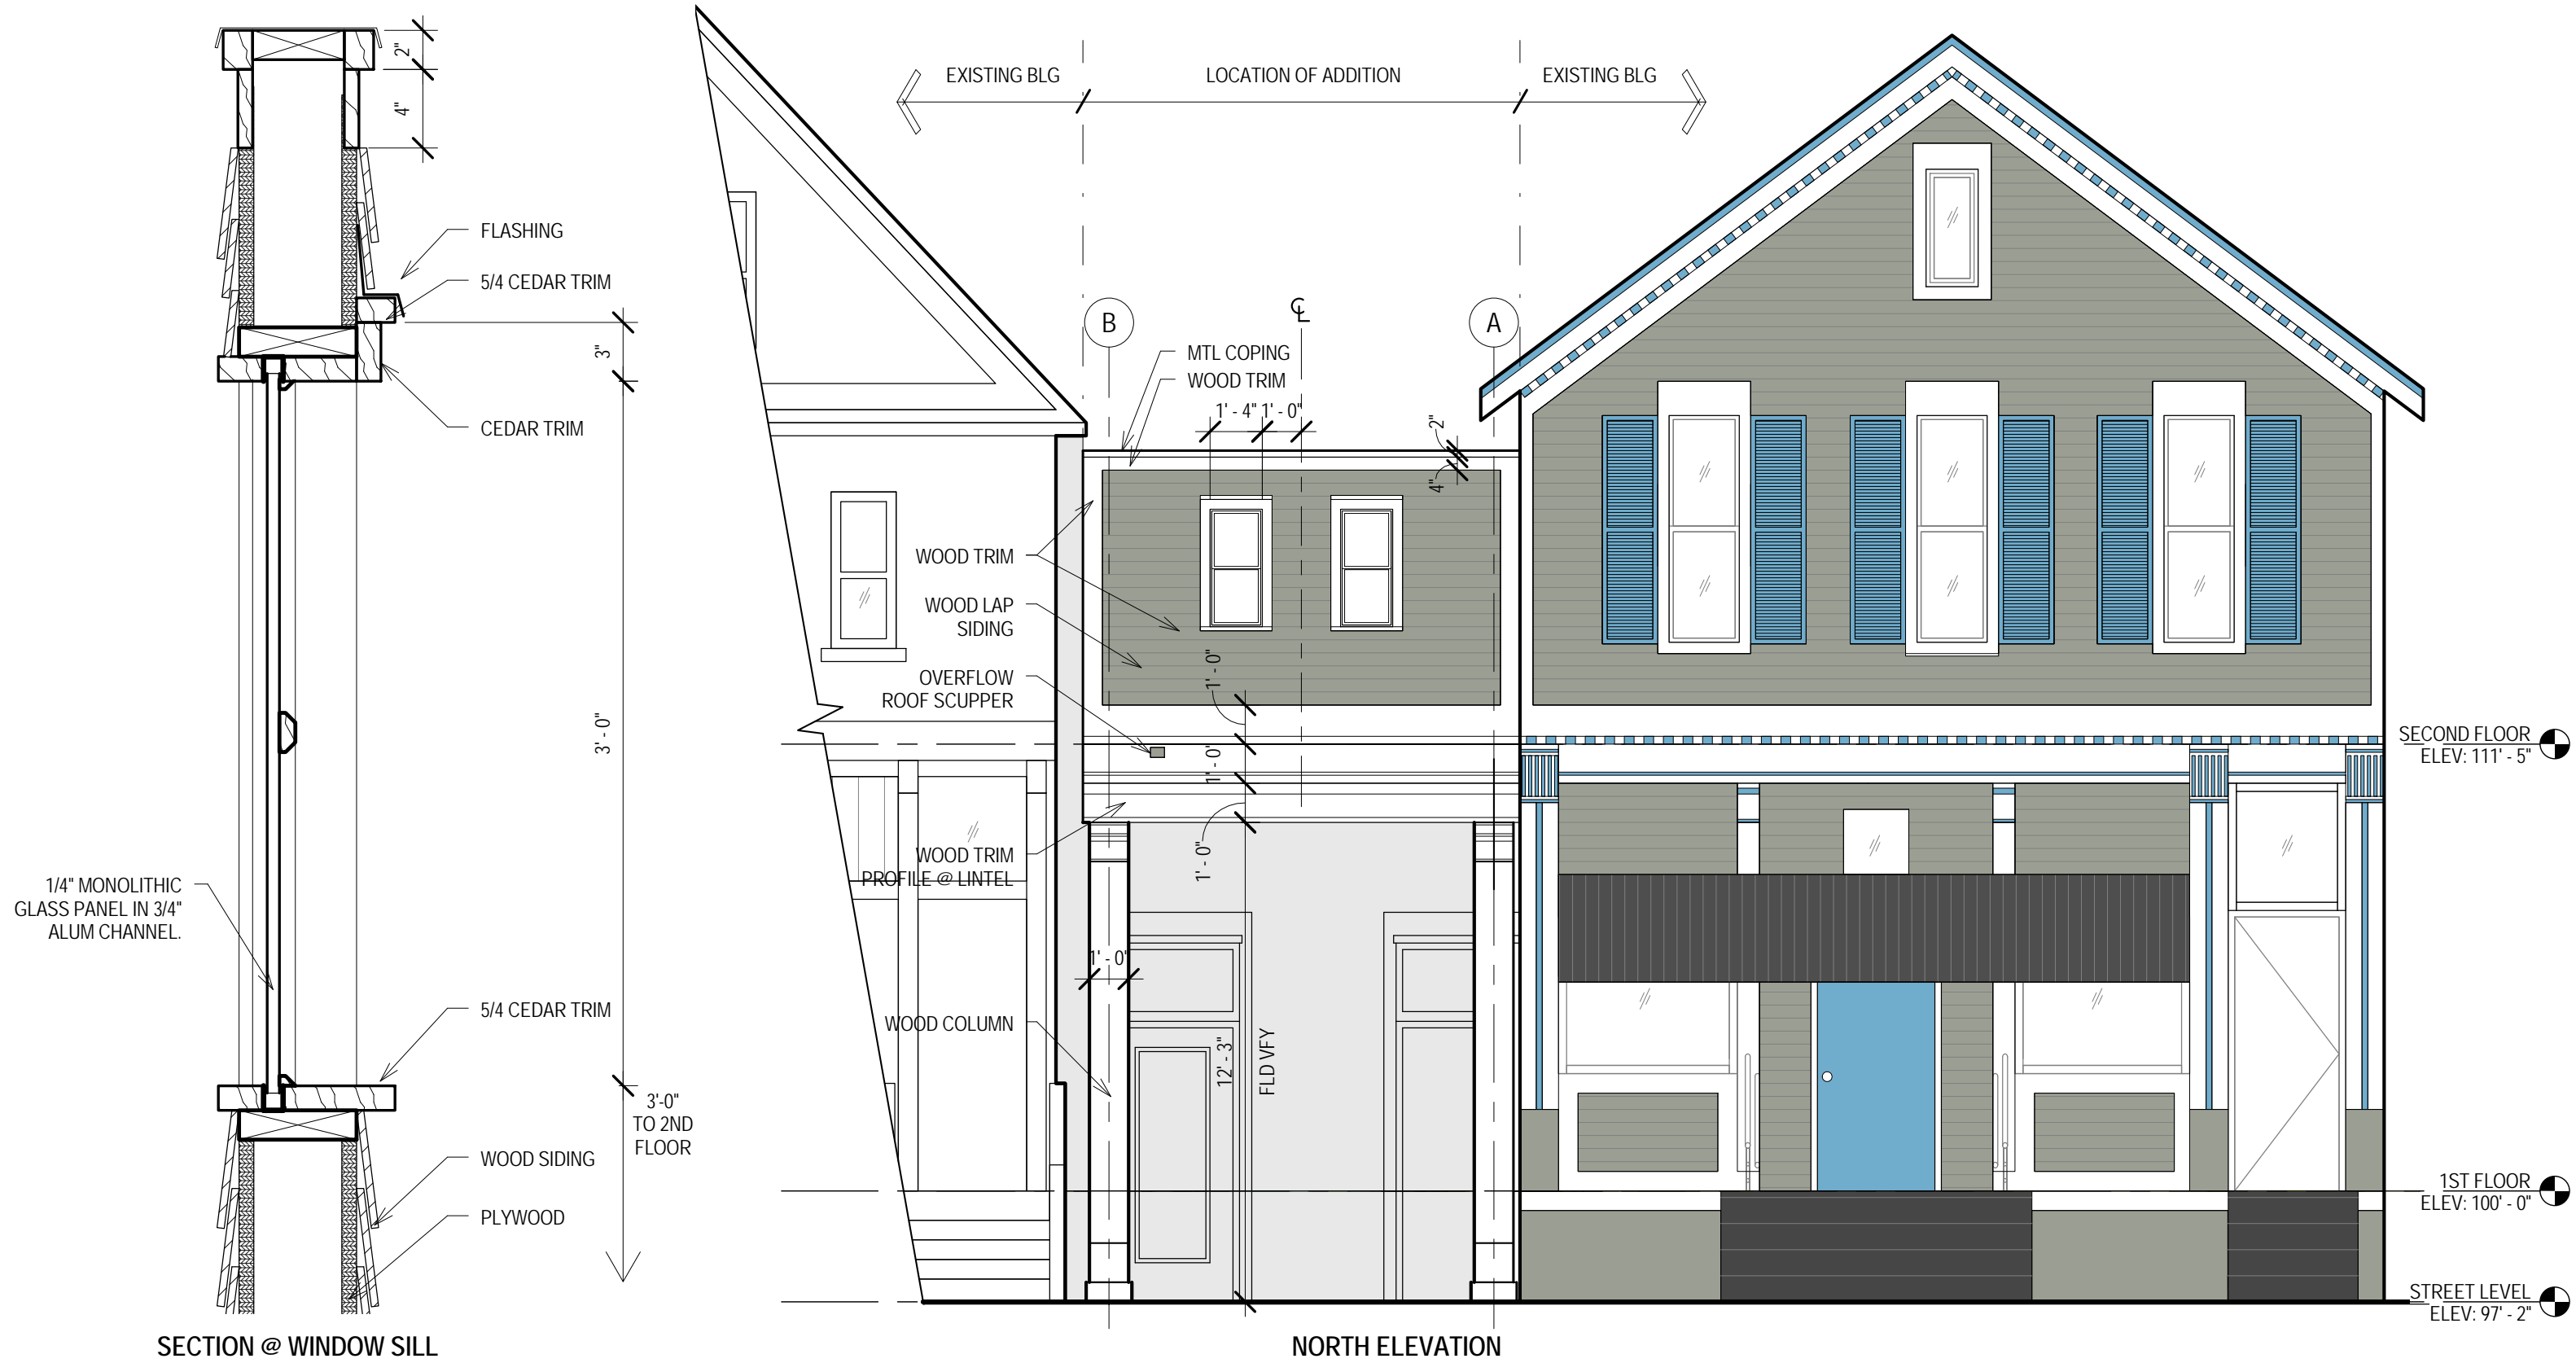 2"
4"
FLASHING
5/4 CEDAR TRIM
3"
CEDAR TRIM
3' - 0"
1/4" MONOLITHIC
GLASS PANEL IN 3/4"
ALUM CHANNEL.
5/4 CEDAR TRIM
3'-0"
TO 2ND
FLOOR
WOOD SIDING
PLYWOOD
SECTION @ WINDOW SILL
EXISTING BLG
LOCATION OF ADDITION
EXISTING BLG
B
℄
A
MTL COPING
WOOD TRIM
1' - 4"
1' - 0"
2"
4"
WOOD TRIM
WOOD LAP
SIDING
1' - 0"
OVERFLOW
ROOF SCUPPER
1' - 0"
WOOD TRIM
PROFILE @ LINTEL
1' - 0"
1' - 0"
WOOD COLUMN
12' - 3"
FLD VFY
SECOND FLOOR
ELEV: 111' - 5"
1ST FLOOR
ELEV: 100' - 0"
STREET LEVEL
ELEV: 97' - 2"
NORTH ELEVATION